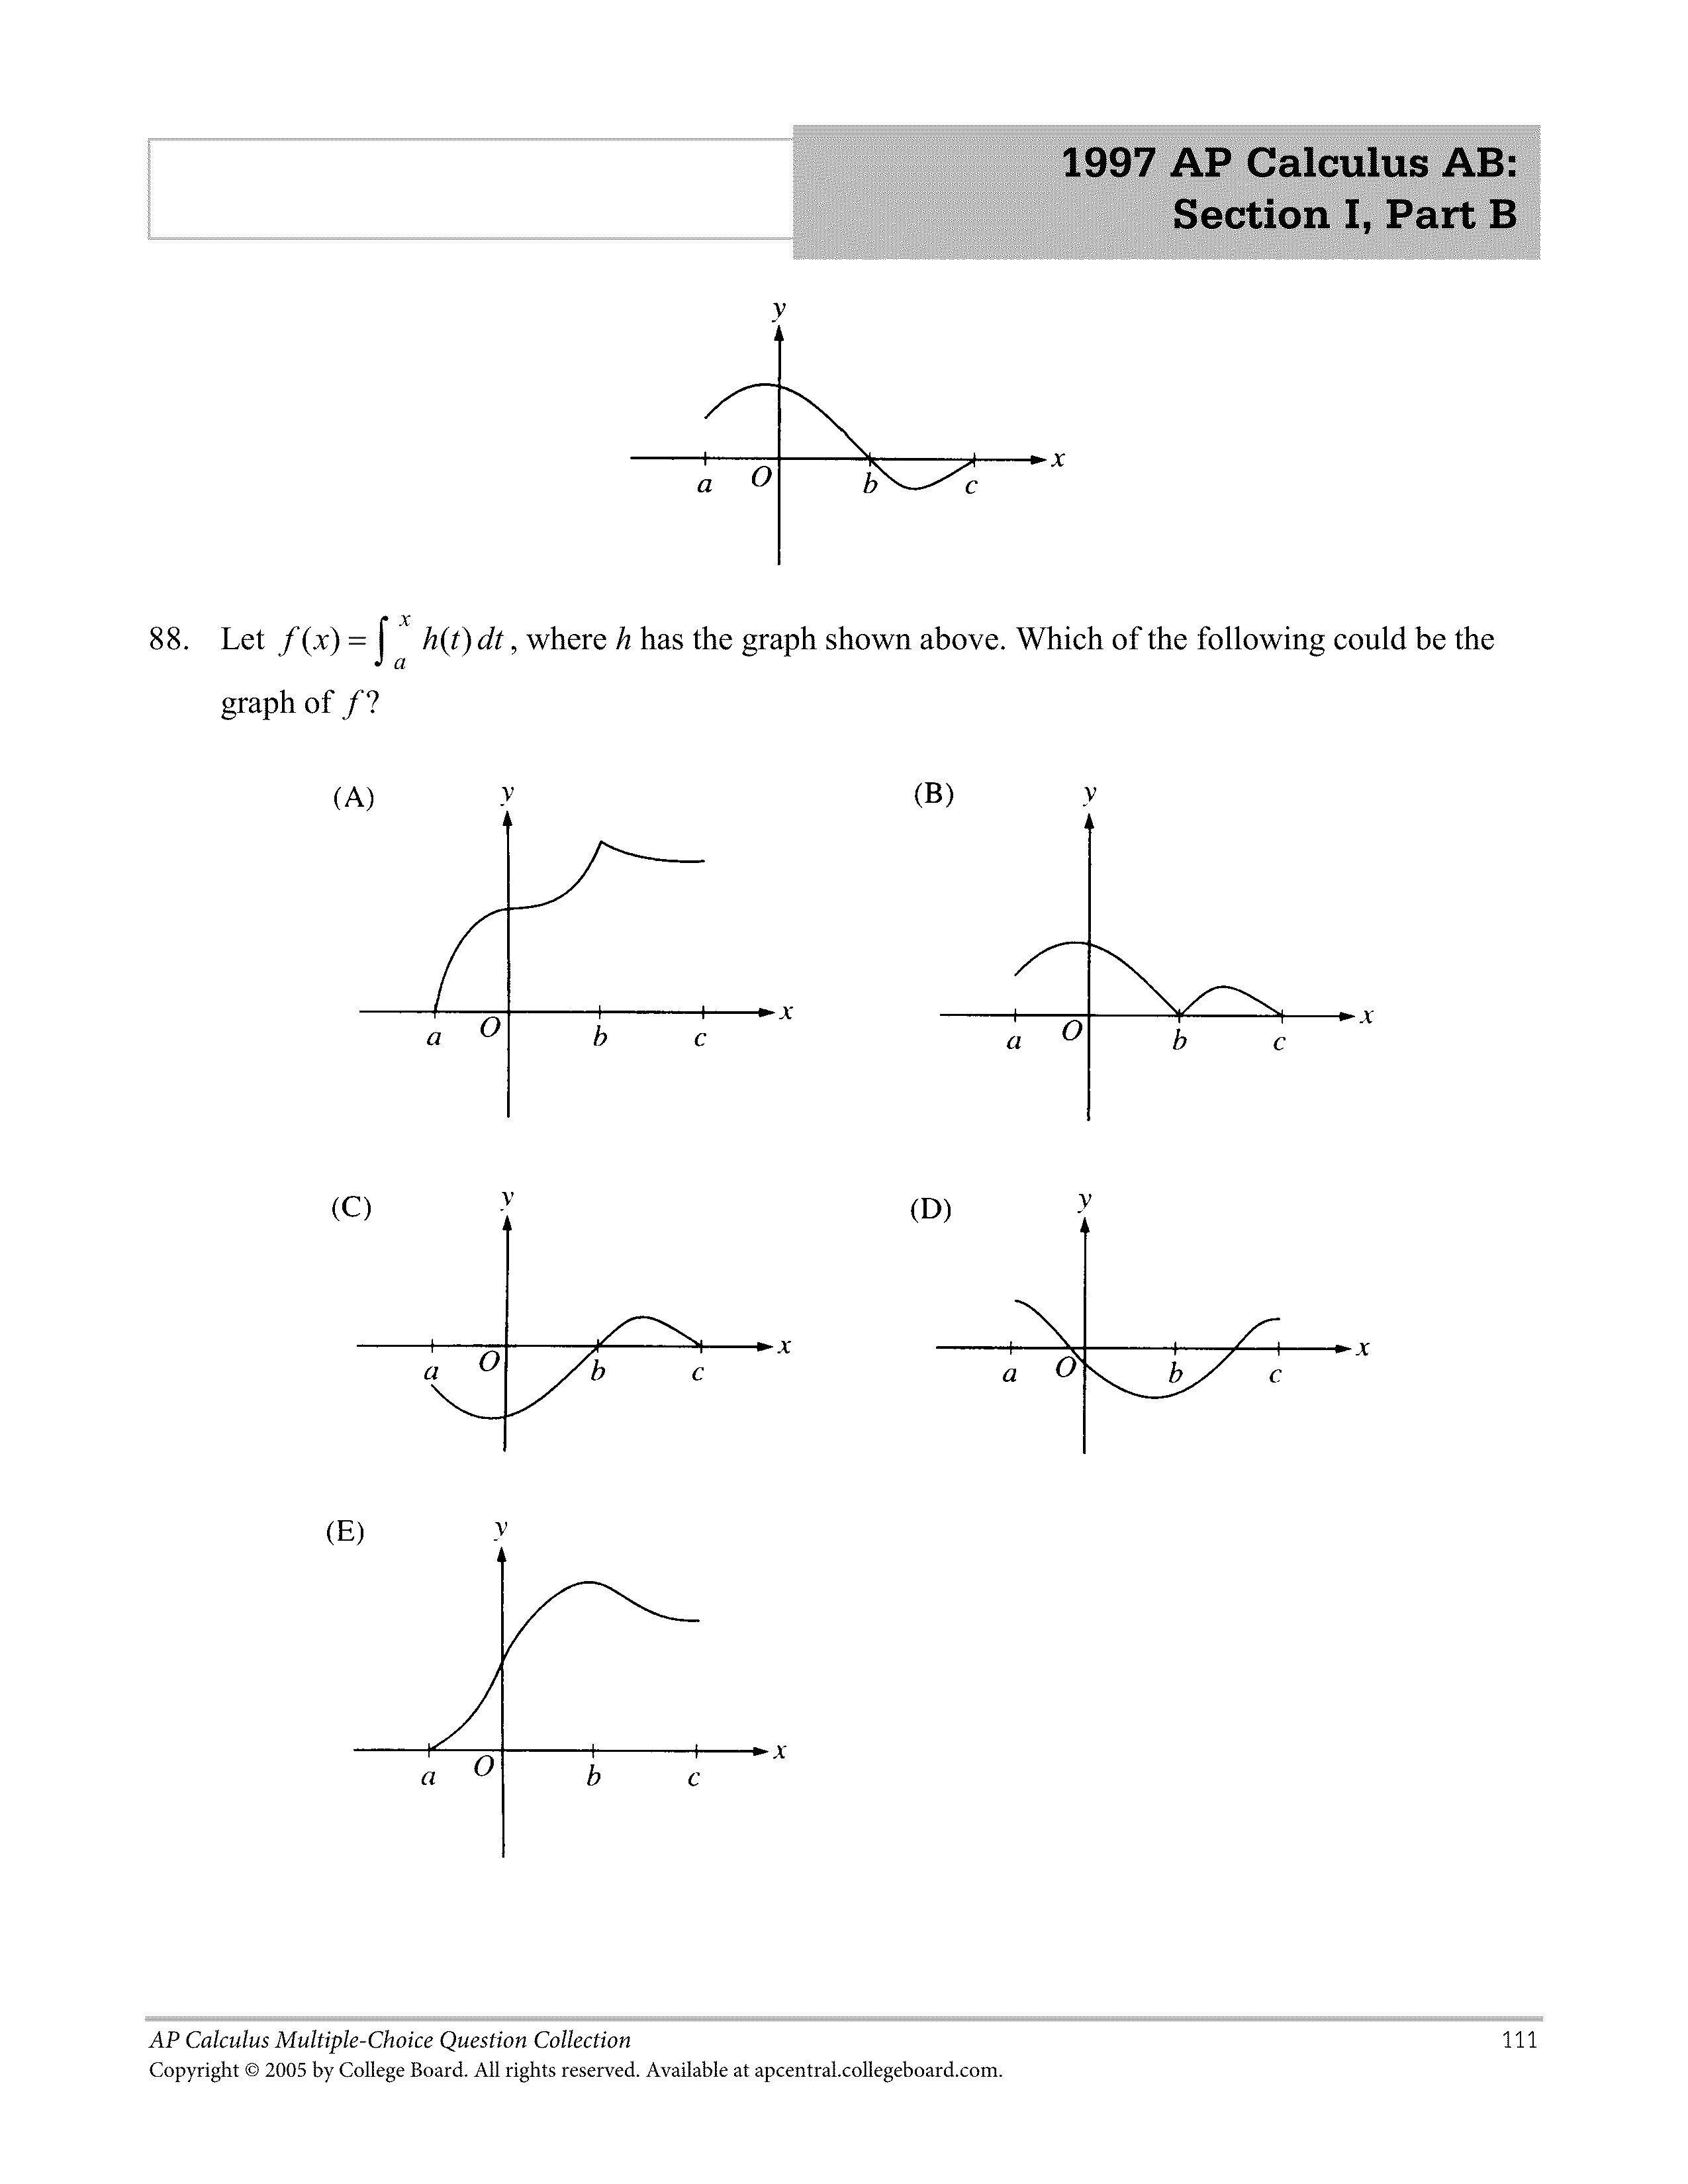 1997 AP Calculus AB:
Section I, Part B
y
x
a
O
b
c
88. Let f(x) = ∫ₐˣ h(t) dt, where h has the graph shown above. Which of the following could be the
graph of f?
(A)
y
x
a
O
b
c
(B)
y
x
a
O
b
c
(C)
y
x
a
O
b
c
(D)
y
x
a
O
b
c
(E)
y
x
a
O
b
c
AP Calculus Multiple-Choice Question Collection 111
Copyright © 2005 by College Board. All rights reserved. Available at apcentral.collegeboard.com.